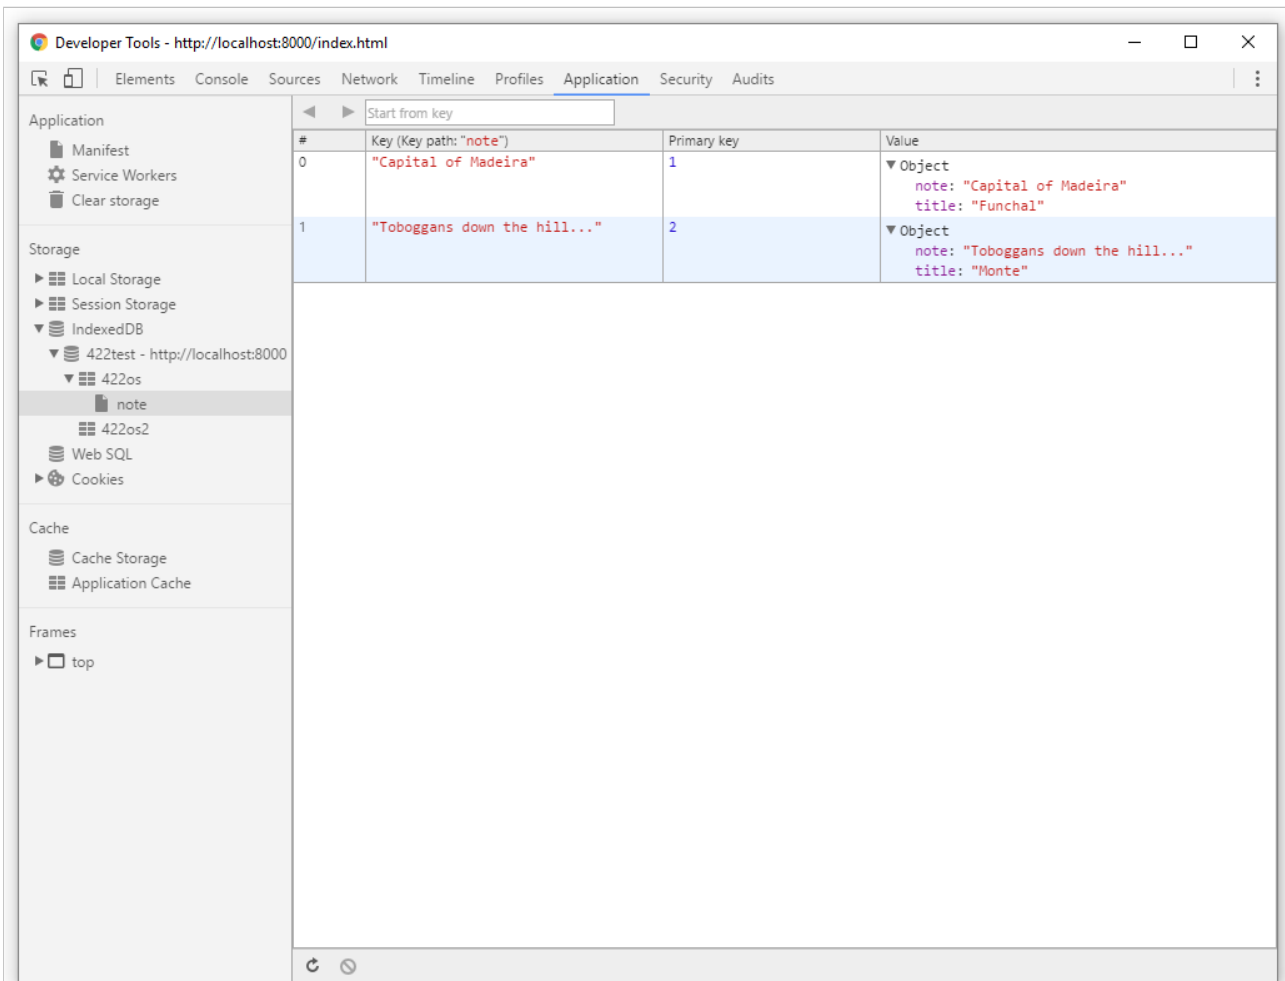 Developer Tools - http://localhost:8000/index.html
Elements Console Sources Network Timeline Profiles Application Security Audits
Application
Manifest
Service Workers
Clear storage
Storage
Local Storage
Session Storage
IndexedDB
422test - http://localhost:8000
422os
note
422os2
Web SQL
Cookies
Cache
Cache Storage
Application Cache
Frames
top
Start from key
# Key (Key path: "note") Primary key Value
0 "Capital of Madeira" 1 Object
note: "Capital of Madeira"
title: "Funchal"
1 "Toboggans down the hill..." 2 Object
note: "Toboggans down the hill..."
title: "Monte"